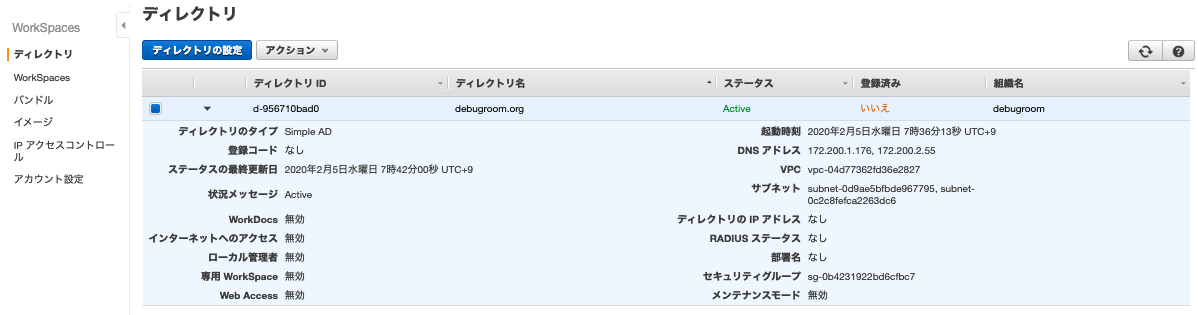 WorkSpaces
ディレクトリ
WorkSpaces
バンドル
イメージ
IP アクセスコントロー
ル
アカウント設定
ディレクトリ
ディレクトリの設定 アクション
ディレクトリ ID ディレクトリ名 ステータス 登録済み 組織名
d-956710bad0 debugroom.org Active いいえ debugroom
ディレクトリのタイプ Simple AD 起動時刻 2020年2月5日水曜日 7時36分13秒 UTC+9
登録コード なし DNS アドレス 172.200.1.176, 172.200.2.55
ステータスの最終更新日 2020年2月5日水曜日 7時42分00秒 UTC+9 VPC vpc-04d77362fd36e2827
状況メッセージ Active サブネット subnet-0d9ae5bfbde967795, subnet-
0c2c8fefca2263dc6
WorkDocs 無効 ディレクトリの IP アドレス なし
インターネットへのアクセス 無効 RADIUS ステータス なし
ローカル管理者 無効 部署名 なし
専用 WorkSpace 無効 セキュリティグループ sg-0b4231922bd6cfbc7
Web Access 無効 メンテナンスモード 無効